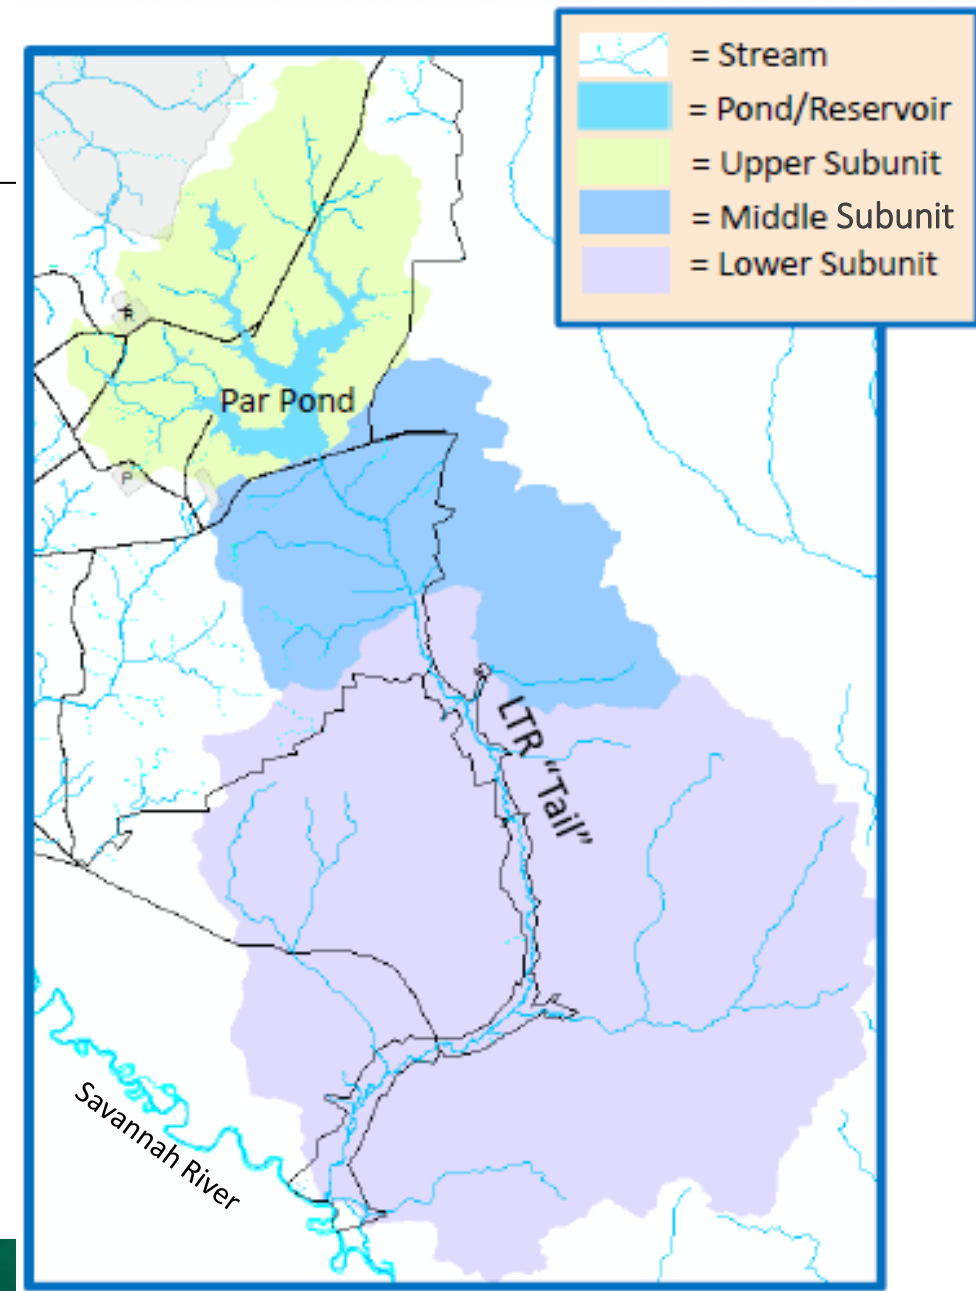 = Stream
= Pond/Reservoir
= Upper Subunit
= Middle Subunit
= Lower Subunit
R
Par Pond
P
LTR “Tail”
Savannah River